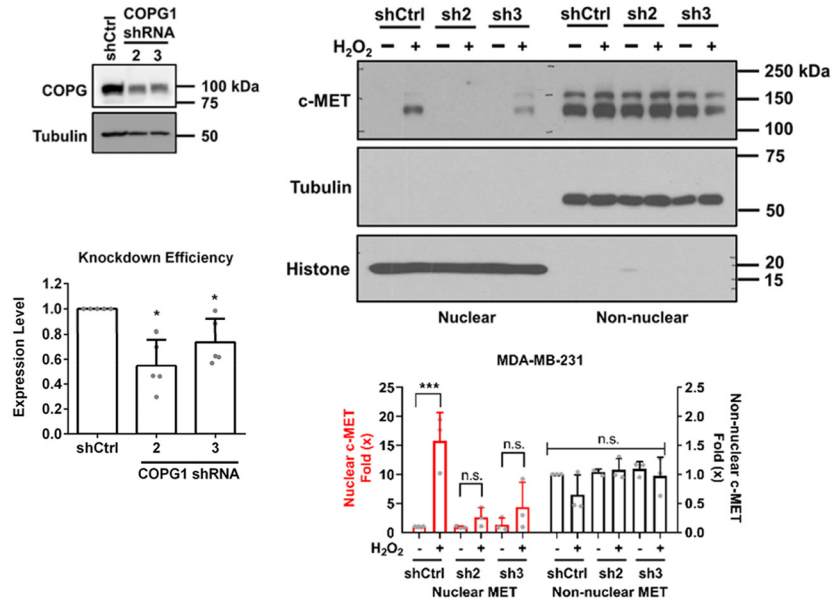 COPG1
shRNA
shCtrl
2 3
COPG
100 kDa
75
Tubulin
50
shCtrl sh2 sh3 shCtrl sh2 sh3
H2O2 − + − + − + − + − + − +
c-MET
250 kDa
150
100
Tubulin
75
50
Histone
20
15
Nuclear Non-nuclear
Knockdown Efficiency
Expression Level
1.2
1.0
0.8
0.6
0.4
0.2
0.0
* *
shCtrl 2 3
COPG1 shRNA
MDA-MB-231
Nuclear c-MET
Fold (x)
25
20
15
10
5
0
*** n.s. n.s. n.s.
2.5
2.0
1.5
1.0
0.5
0.0
Non-nuclear c-MET
Fold (x)
H2O2 - + - + - + - + - + - +
shCtrl sh2 sh3 shCtrl sh2 sh3
Nuclear MET Non-nuclear MET